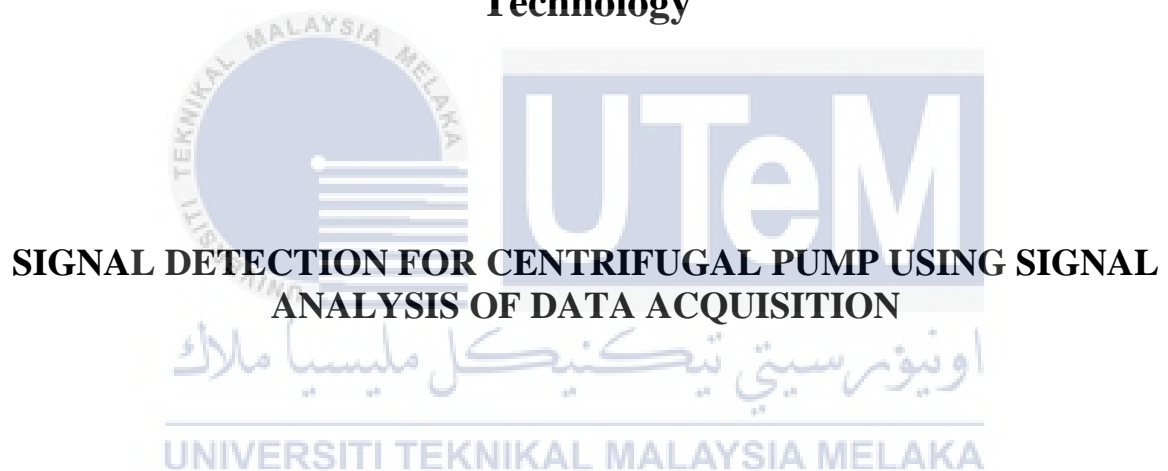 Technology
UNIVERSITI TEKNIKAL MALAYSIA MELAKA
UTeM
SIGNAL DETECTION FOR CENTRIFUGAL PUMP USING SIGNAL
ANALYSIS OF DATA ACQUISITION
اونيۏرسيتي تيكنيكل مليسيا ملاك
UNIVERSITI TEKNIKAL MALAYSIA MELAKA